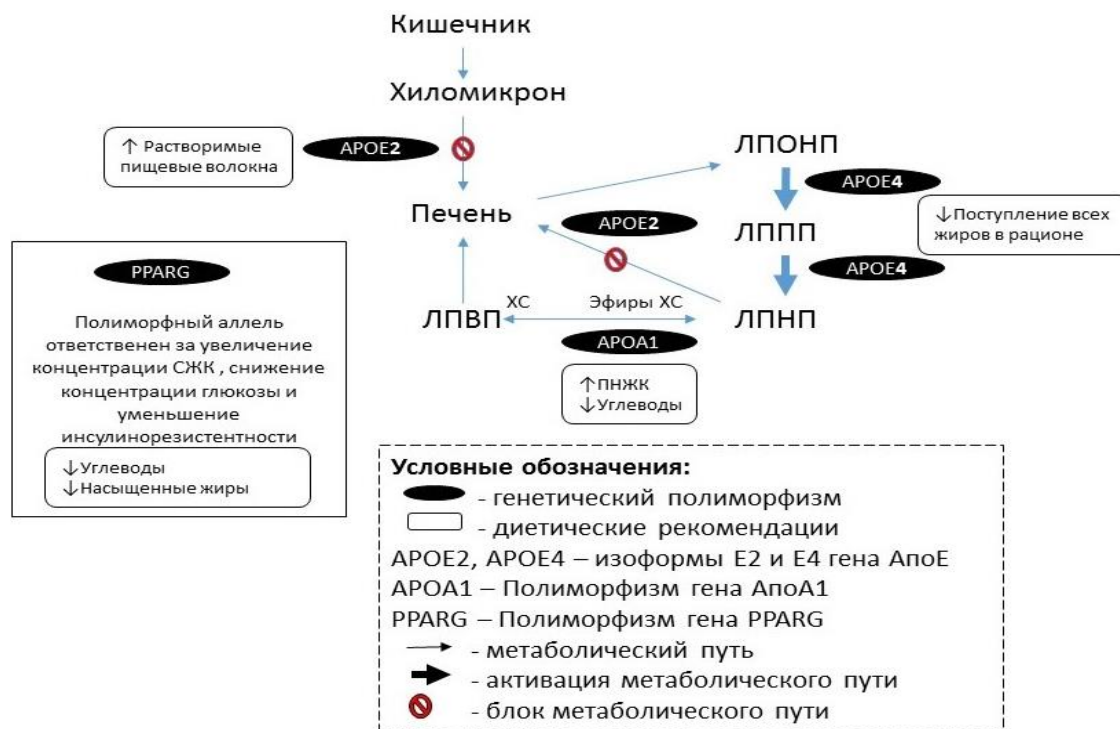 Кишечник
Хиломикрон
↑ Растворимые
пищевые волокна
APOE2
Печень
ЛПОНП
APOE4
↓Поступление всех
жиров в рационе
ЛППП
APOE4
APOE2
ЛПНП
ХС
Эфиры ХС
ЛПВП
APOA1
↑ПНЖК
↓Углеводы
PPARG
Полиморфный аллель
ответственен за увеличение
концентрации СЖК , снижение
концентрации глюкозы и
уменьшение
инсулинорезистентности
↓Углеводы
↓Насыщенные жиры
Условные обозначения:
- генетический полиморфизм
- диетические рекомендации
APOE2, APOE4 – изоформы E2 и E4 гена АпоЕ
APOA1 – Полиморфизм гена АпоА1
PPARG – Полиморфизм гена PPARG
- метаболический путь
- активация метаболического пути
- блок метаболического пути